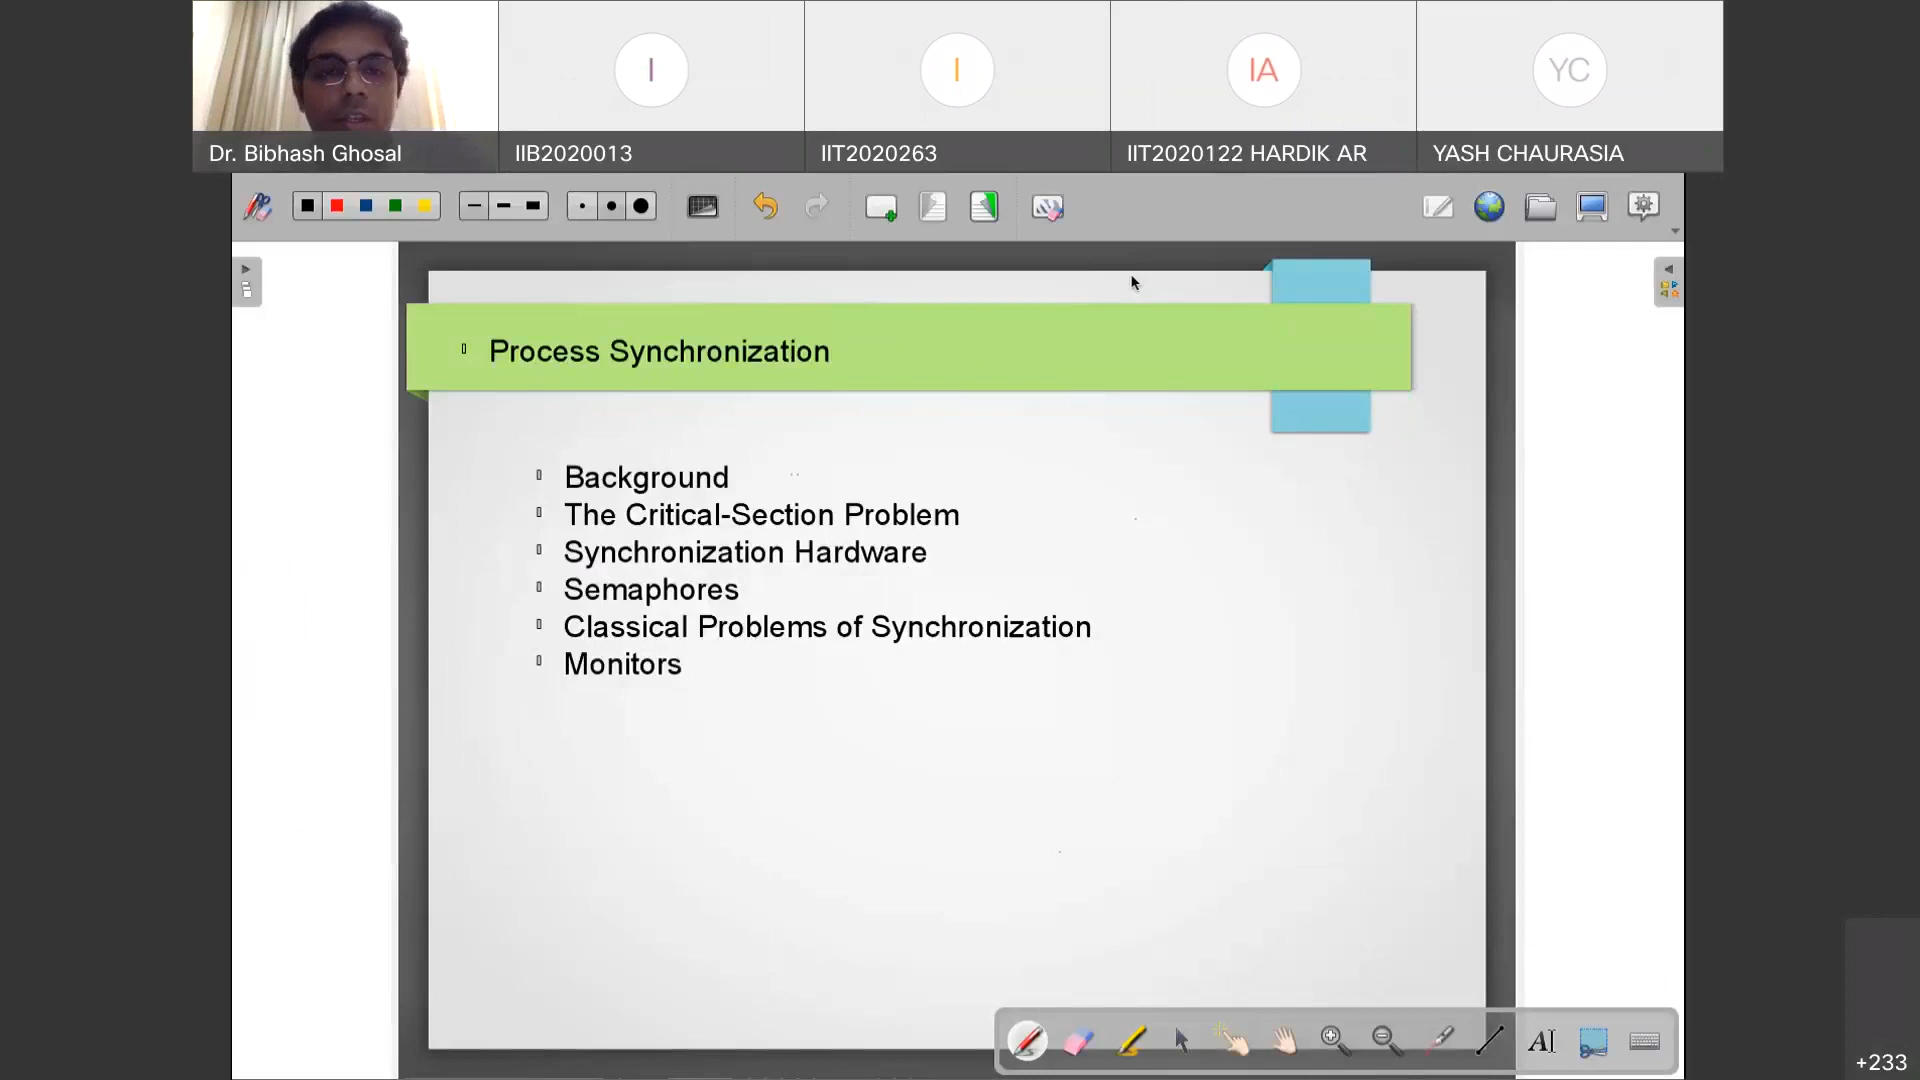 I
I
IA
YC
Dr. Bibhash Ghosal
IIB2020013
IIT2020263
IIT2020122 HARDIK AR
YASH CHAURASIA
Process Synchronization
Background
The Critical-Section Problem
Synchronization Hardware
Semaphores
Classical Problems of Synchronization
Monitors
+233